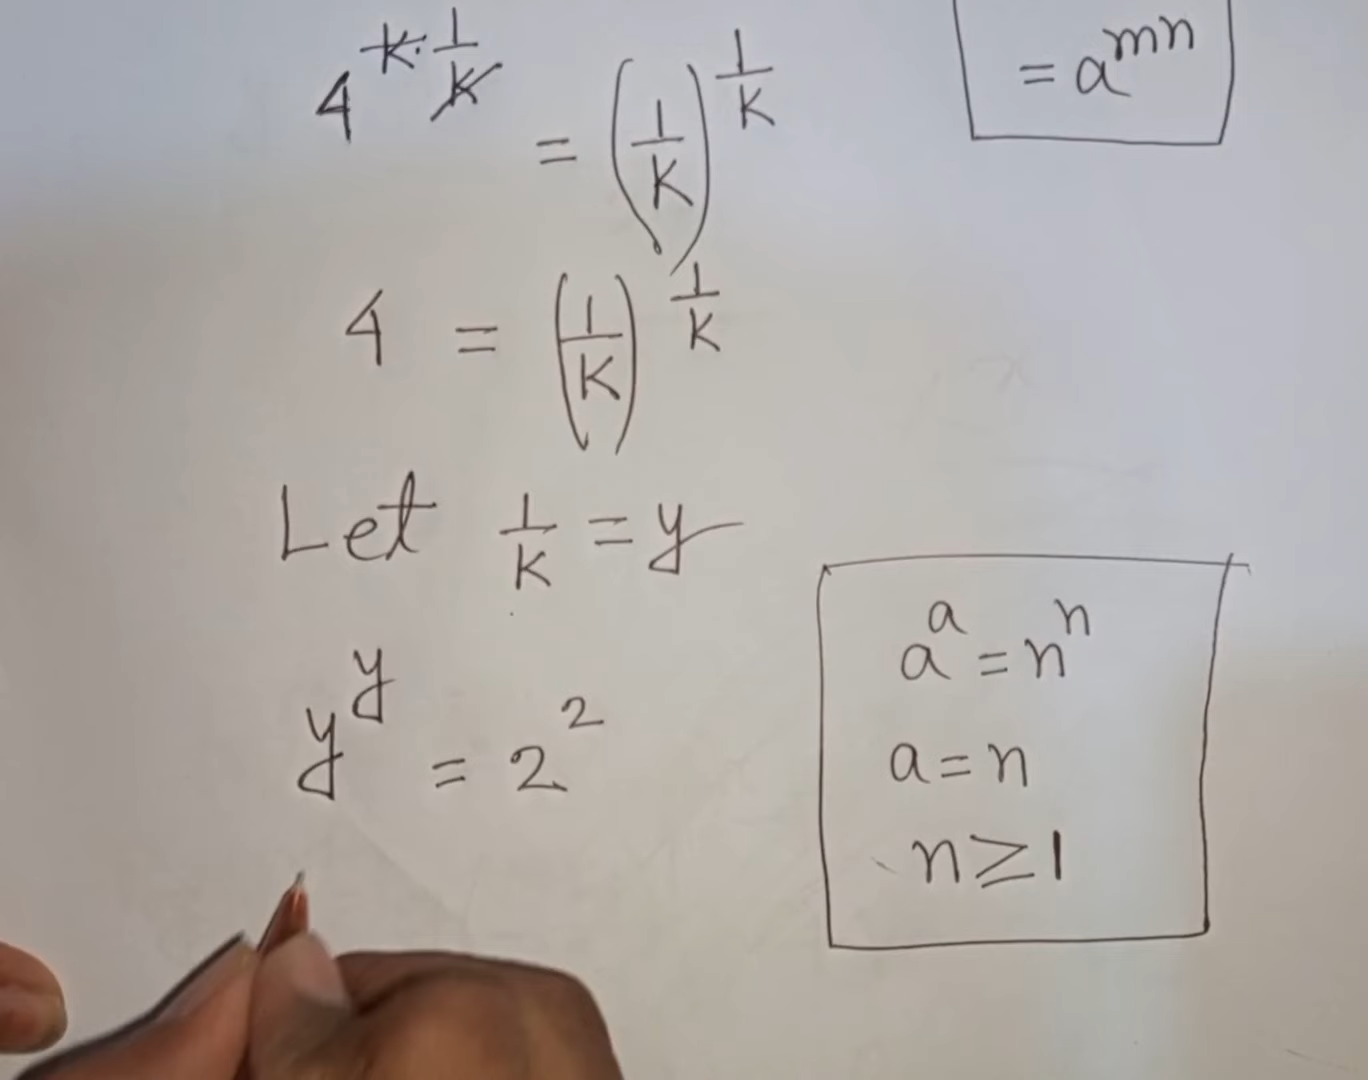 4^{k·1/k} = (1/k)^{1/k}
= a^{mn}
4 = (1/k)^{1/k}
Let 1/k = y
y^y = 2^2
a^a = n^n
a = n
n ≥ 1